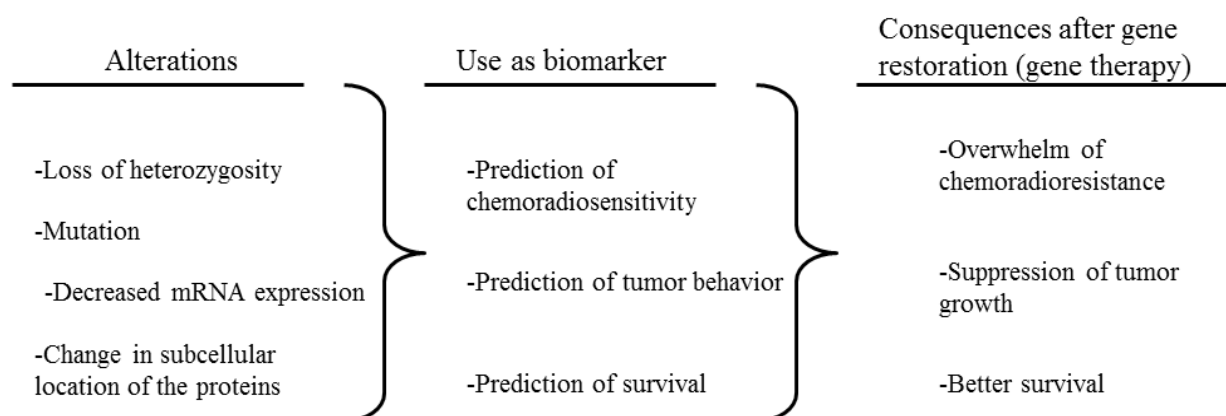 Alterations
-Loss of heterozygosity
-Mutation
-Decreased mRNA expression
-Change in subcellular
location of the proteins
Use as biomarker
-Prediction of
chemoradiosensitivity
-Prediction of tumor behavior
-Prediction of survival
Consequences after gene
restoration (gene therapy)
-Overwhelm of
chemoradioresistance
-Suppression of tumor
growth
-Better survival